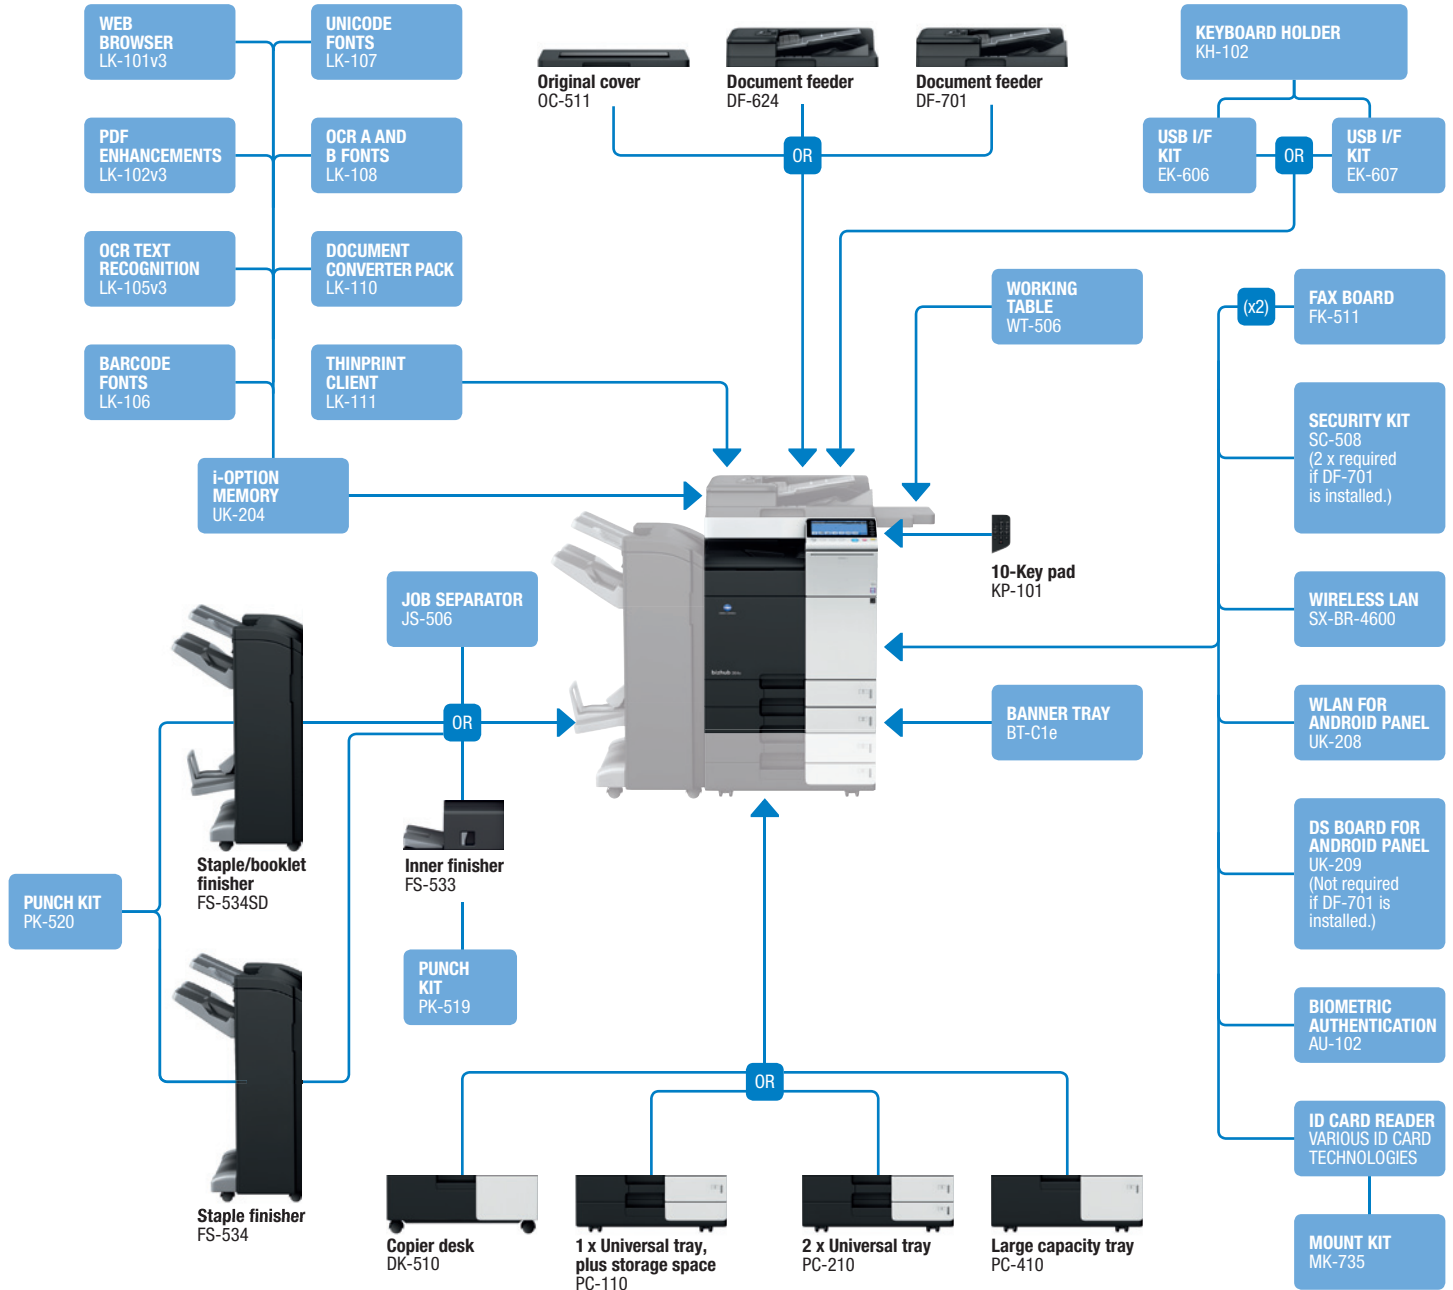 WEB
BROWSER
LK-101v3
UNICODE
FONTS
LK-107
PDF
ENHANCEMENTS
LK-102v3
OCR A AND
B FONTS
LK-108
OCR TEXT
RECOGNITION
LK-105v3
DOCUMENT
CONVERTER PACK
LK-110
BARCODE
FONTS
LK-106
THINPRINT
CLIENT
LK-111
i-OPTION
MEMORY
UK-204
Original cover
OC-511
Document feeder
DF-624
Document feeder
DF-701
OR
KEYBOARD HOLDER
KH-102
USB I/F
KIT
EK-606
OR
USB I/F
KIT
EK-607
WORKING
TABLE
WT-506
(x2)
FAX BOARD
FK-511
SECURITY KIT
SC-508
(2 x required
if DF-701
is installed.)
10-Key pad
KP-101
WIRELESS LAN
SX-BR-4600
JOB SEPARATOR
JS-506
OR
bizhub
BANNER TRAY
BT-C1e
WLAN FOR
ANDROID PANEL
UK-208
DS BOARD FOR
ANDROID PANEL
UK-209
(Not required
if DF-701 is
installed.)
Staple/booklet
finisher
FS-534SD
Inner finisher
FS-533
PUNCH KIT
PK-520
PUNCH
KIT
PK-519
BIOMETRIC
AUTHENTICATION
AU-102
OR
ID CARD READER
VARIOUS ID CARD
TECHNOLOGIES
Staple finisher
FS-534
Copier desk
DK-510
1 x Universal tray,
plus storage space
PC-110
2 x Universal tray
PC-210
Large capacity tray
PC-410
MOUNT KIT
MK-735